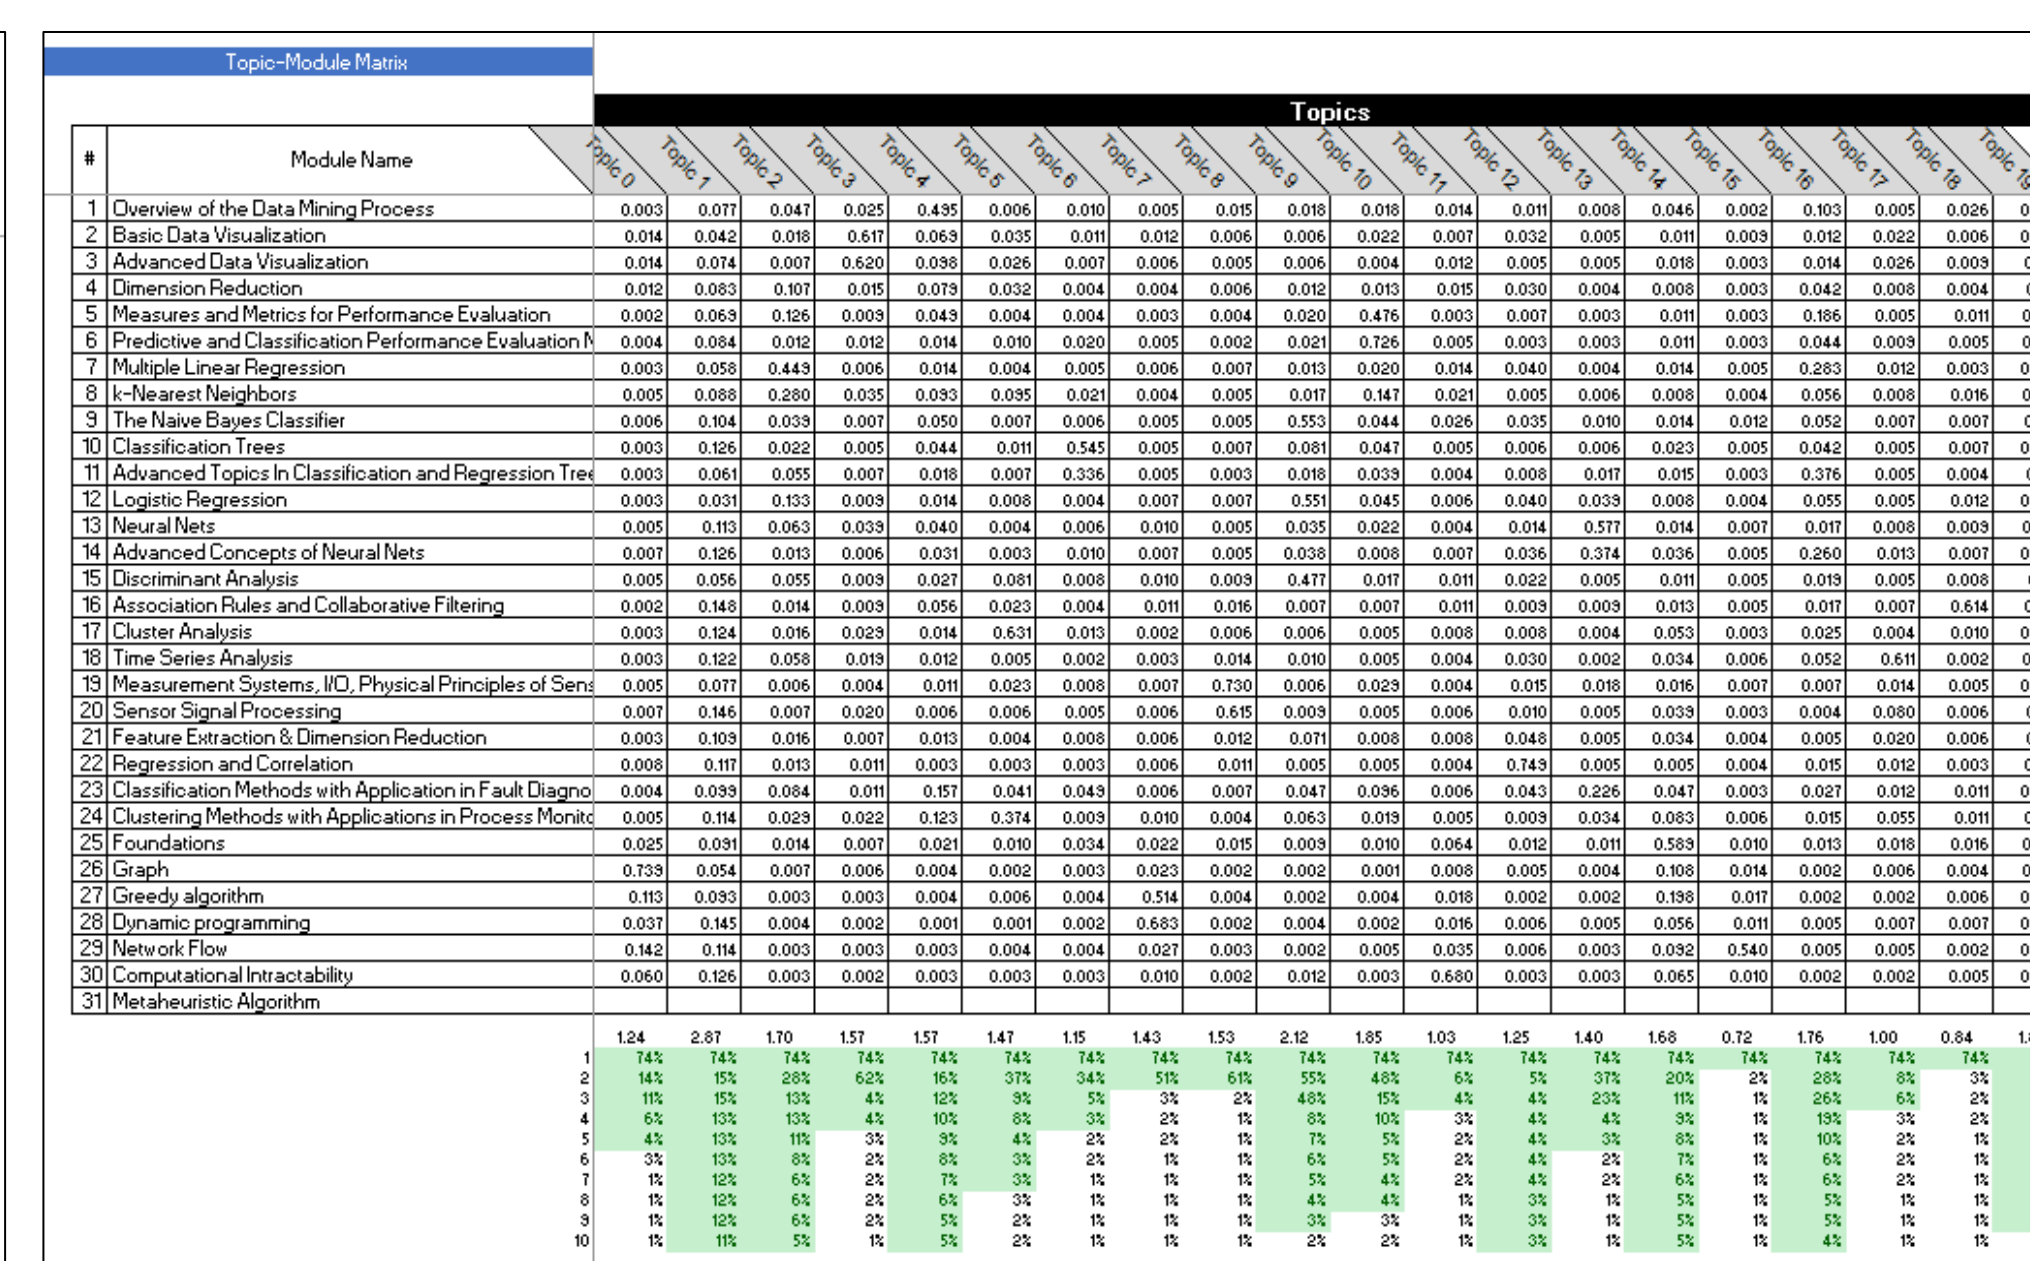 Topic-Module Matrix
Topics
# Module Name Topic 0 Topic 1 Topic 2 Topic 3 Topic 4 Topic 5 Topic 6 Topic 7 Topic 8 Topic 9 Topic 10 Topic 11 Topic 12 Topic 13 Topic 14 Topic 15 Topic 16 Topic 17 Topic 18 Topic 19
1 Overview of the Data Mining Process 0.003 0.077 0.047 0.025 0.495 0.006 0.010 0.005 0.015 0.018 0.018 0.014 0.011 0.008 0.046 0.002 0.103 0.005 0.026 0
2 Basic Data Visualization 0.014 0.042 0.018 0.617 0.069 0.035 0.011 0.012 0.006 0.006 0.022 0.007 0.032 0.005 0.011 0.009 0.012 0.022 0.006 0
3 Advanced Data Visualization 0.014 0.074 0.007 0.620 0.098 0.026 0.007 0.006 0.005 0.006 0.004 0.012 0.005 0.005 0.018 0.003 0.014 0.026 0.009
4 Dimension Reduction 0.012 0.083 0.107 0.015 0.079 0.032 0.004 0.004 0.006 0.012 0.013 0.015 0.030 0.004 0.008 0.003 0.042 0.008 0.004 0
5 Measures and Metrics for Performance Evaluation 0.002 0.069 0.126 0.009 0.049 0.004 0.004 0.003 0.004 0.020 0.476 0.003 0.007 0.003 0.011 0.003 0.186 0.005 0.011 0
6 Predictive and Classification Performance Evaluation 0.004 0.084 0.012 0.012 0.014 0.010 0.020 0.005 0.002 0.021 0.726 0.005 0.003 0.003 0.011 0.003 0.044 0.009 0.005 0
7 Multiple Linear Regression 0.003 0.058 0.449 0.006 0.014 0.004 0.005 0.006 0.007 0.013 0.020 0.014 0.040 0.004 0.014 0.005 0.283 0.012 0.003 0
8 k-Nearest Neighbors 0.005 0.088 0.280 0.035 0.093 0.095 0.021 0.004 0.005 0.017 0.147 0.021 0.005 0.006 0.008 0.004 0.056 0.008 0.016 0
9 The Naive Bayes Classifier 0.006 0.104 0.039 0.007 0.050 0.007 0.006 0.005 0.005 0.553 0.044 0.026 0.035 0.010 0.014 0.012 0.052 0.007 0.007
10 Classification Trees 0.003 0.126 0.022 0.005 0.044 0.011 0.545 0.005 0.007 0.081 0.047 0.005 0.006 0.006 0.023 0.005 0.042 0.005 0.007 0
11 Advanced Topics In Classification and Regression Tree 0.003 0.061 0.055 0.007 0.018 0.007 0.336 0.005 0.003 0.018 0.039 0.004 0.008 0.017 0.015 0.003 0.376 0.005 0.004
12 Logistic Regression 0.003 0.031 0.133 0.009 0.014 0.008 0.004 0.007 0.007 0.551 0.045 0.006 0.040 0.039 0.008 0.004 0.055 0.005 0.012 0
13 Neural Nets 0.005 0.113 0.063 0.039 0.040 0.004 0.006 0.010 0.005 0.035 0.022 0.004 0.014 0.577 0.014 0.007 0.017 0.008 0.009 0
14 Advanced Concepts of Neural Nets 0.007 0.126 0.013 0.006 0.031 0.003 0.010 0.007 0.005 0.038 0.008 0.007 0.036 0.374 0.036 0.005 0.260 0.013 0.007 0
15 Discriminant Analysis 0.005 0.056 0.055 0.009 0.027 0.081 0.008 0.010 0.009 0.477 0.017 0.011 0.022 0.005 0.011 0.005 0.019 0.005 0.008
16 Association Rules and Collaborative Filtering 0.002 0.148 0.014 0.009 0.056 0.023 0.004 0.011 0.016 0.007 0.007 0.011 0.009 0.009 0.013 0.005 0.017 0.007 0.614
17 Cluster Analysis 0.003 0.124 0.016 0.029 0.014 0.631 0.013 0.002 0.006 0.006 0.005 0.008 0.008 0.004 0.053 0.003 0.025 0.004 0.010 0
18 Time Series Analysis 0.003 0.122 0.058 0.019 0.012 0.005 0.002 0.003 0.014 0.010 0.005 0.004 0.030 0.002 0.034 0.006 0.052 0.611 0.002 0
19 Measurement Systems, I/O, Physical Principles of Sens 0.005 0.077 0.006 0.004 0.011 0.023 0.008 0.007 0.730 0.006 0.029 0.004 0.015 0.018 0.016 0.007 0.007 0.014 0.005 0
20 Sensor Signal Processing 0.007 0.146 0.007 0.020 0.006 0.006 0.005 0.006 0.615 0.009 0.005 0.006 0.010 0.005 0.039 0.003 0.004 0.080 0.006
21 Feature Extraction & Dimension Reduction 0.003 0.109 0.016 0.007 0.013 0.004 0.008 0.006 0.012 0.071 0.008 0.008 0.048 0.005 0.034 0.004 0.005 0.020 0.006
22 Regression and Correlation 0.008 0.117 0.013 0.011 0.003 0.003 0.003 0.006 0.011 0.005 0.005 0.004 0.749 0.005 0.005 0.004 0.015 0.012 0.003
23 Classification Methods with Application in Fault Diagno 0.004 0.099 0.084 0.011 0.157 0.041 0.049 0.006 0.007 0.047 0.096 0.006 0.043 0.226 0.047 0.003 0.027 0.012 0.011 0
24 Clustering Methods with Applications in Process Monito 0.005 0.114 0.029 0.022 0.123 0.374 0.009 0.010 0.004 0.063 0.019 0.005 0.009 0.034 0.083 0.006 0.015 0.055 0.011
25 Foundations 0.025 0.091 0.014 0.007 0.021 0.010 0.034 0.022 0.015 0.009 0.010 0.064 0.012 0.011 0.589 0.010 0.013 0.018 0.016 0
26 Graph 0.739 0.054 0.007 0.006 0.004 0.002 0.003 0.023 0.002 0.002 0.001 0.008 0.005 0.004 0.108 0.014 0.002 0.006 0.004 0
27 Greedy algorithm 0.113 0.093 0.003 0.003 0.004 0.006 0.004 0.514 0.004 0.002 0.004 0.018 0.002 0.002 0.198 0.017 0.002 0.002 0.006 0
28 Dynamic programming 0.037 0.145 0.004 0.002 0.001 0.001 0.002 0.683 0.002 0.004 0.002 0.016 0.006 0.005 0.056 0.011 0.005 0.007 0.007 0
29 Network Flow 0.142 0.114 0.003 0.003 0.003 0.004 0.004 0.027 0.003 0.002 0.005 0.035 0.006 0.003 0.092 0.540 0.005 0.005 0.002 0
30 Computational Intractability 0.060 0.126 0.003 0.002 0.003 0.003 0.003 0.010 0.002 0.012 0.003 0.680 0.003 0.003 0.065 0.010 0.002 0.002 0.005 0
31 Metaheuristic Algorithm
1.24 2.87 1.70 1.57 1.57 1.47 1.15 1.43 1.53 2.12 1.85 1.03 1.25 1.40 1.68 0.72 1.76 1.00 0.84
1 74% 74% 74% 74% 74% 74% 74% 74% 74% 74% 74% 74% 74% 74% 74% 74% 74% 74% 74%
2 14% 15% 28% 62% 16% 37% 34% 51% 61% 55% 48% 6% 5% 37% 20% 2% 28% 8% 3%
3 11% 15% 13% 4% 12% 9% 5% 3% 2% 48% 15% 4% 4% 23% 11% 1% 26% 6% 2%
4 6% 13% 13% 4% 10% 8% 3% 2% 1% 8% 10% 3% 4% 4% 9% 1% 19% 3% 2%
5 4% 13% 11% 3% 9% 4% 2% 2% 1% 7% 5% 2% 4% 3% 8% 1% 10% 2% 1%
6 3% 13% 8% 2% 8% 3% 2% 1% 1% 6% 5% 2% 4% 2% 7% 1% 6% 2% 1%
7 1% 12% 6% 2% 7% 3% 1% 1% 1% 5% 4% 2% 4% 2% 6% 1% 6% 2% 1%
8 1% 12% 6% 2% 6% 3% 1% 1% 1% 4% 4% 1% 3% 1% 5% 1% 5% 1% 1%
9 1% 12% 6% 2% 5% 2% 1% 1% 1% 3% 3% 1% 3% 1% 5% 1% 5% 1% 1%
10 1% 11% 5% 1% 5% 2% 1% 1% 1% 2% 2% 1% 3% 1% 5% 1% 4% 1% 1%